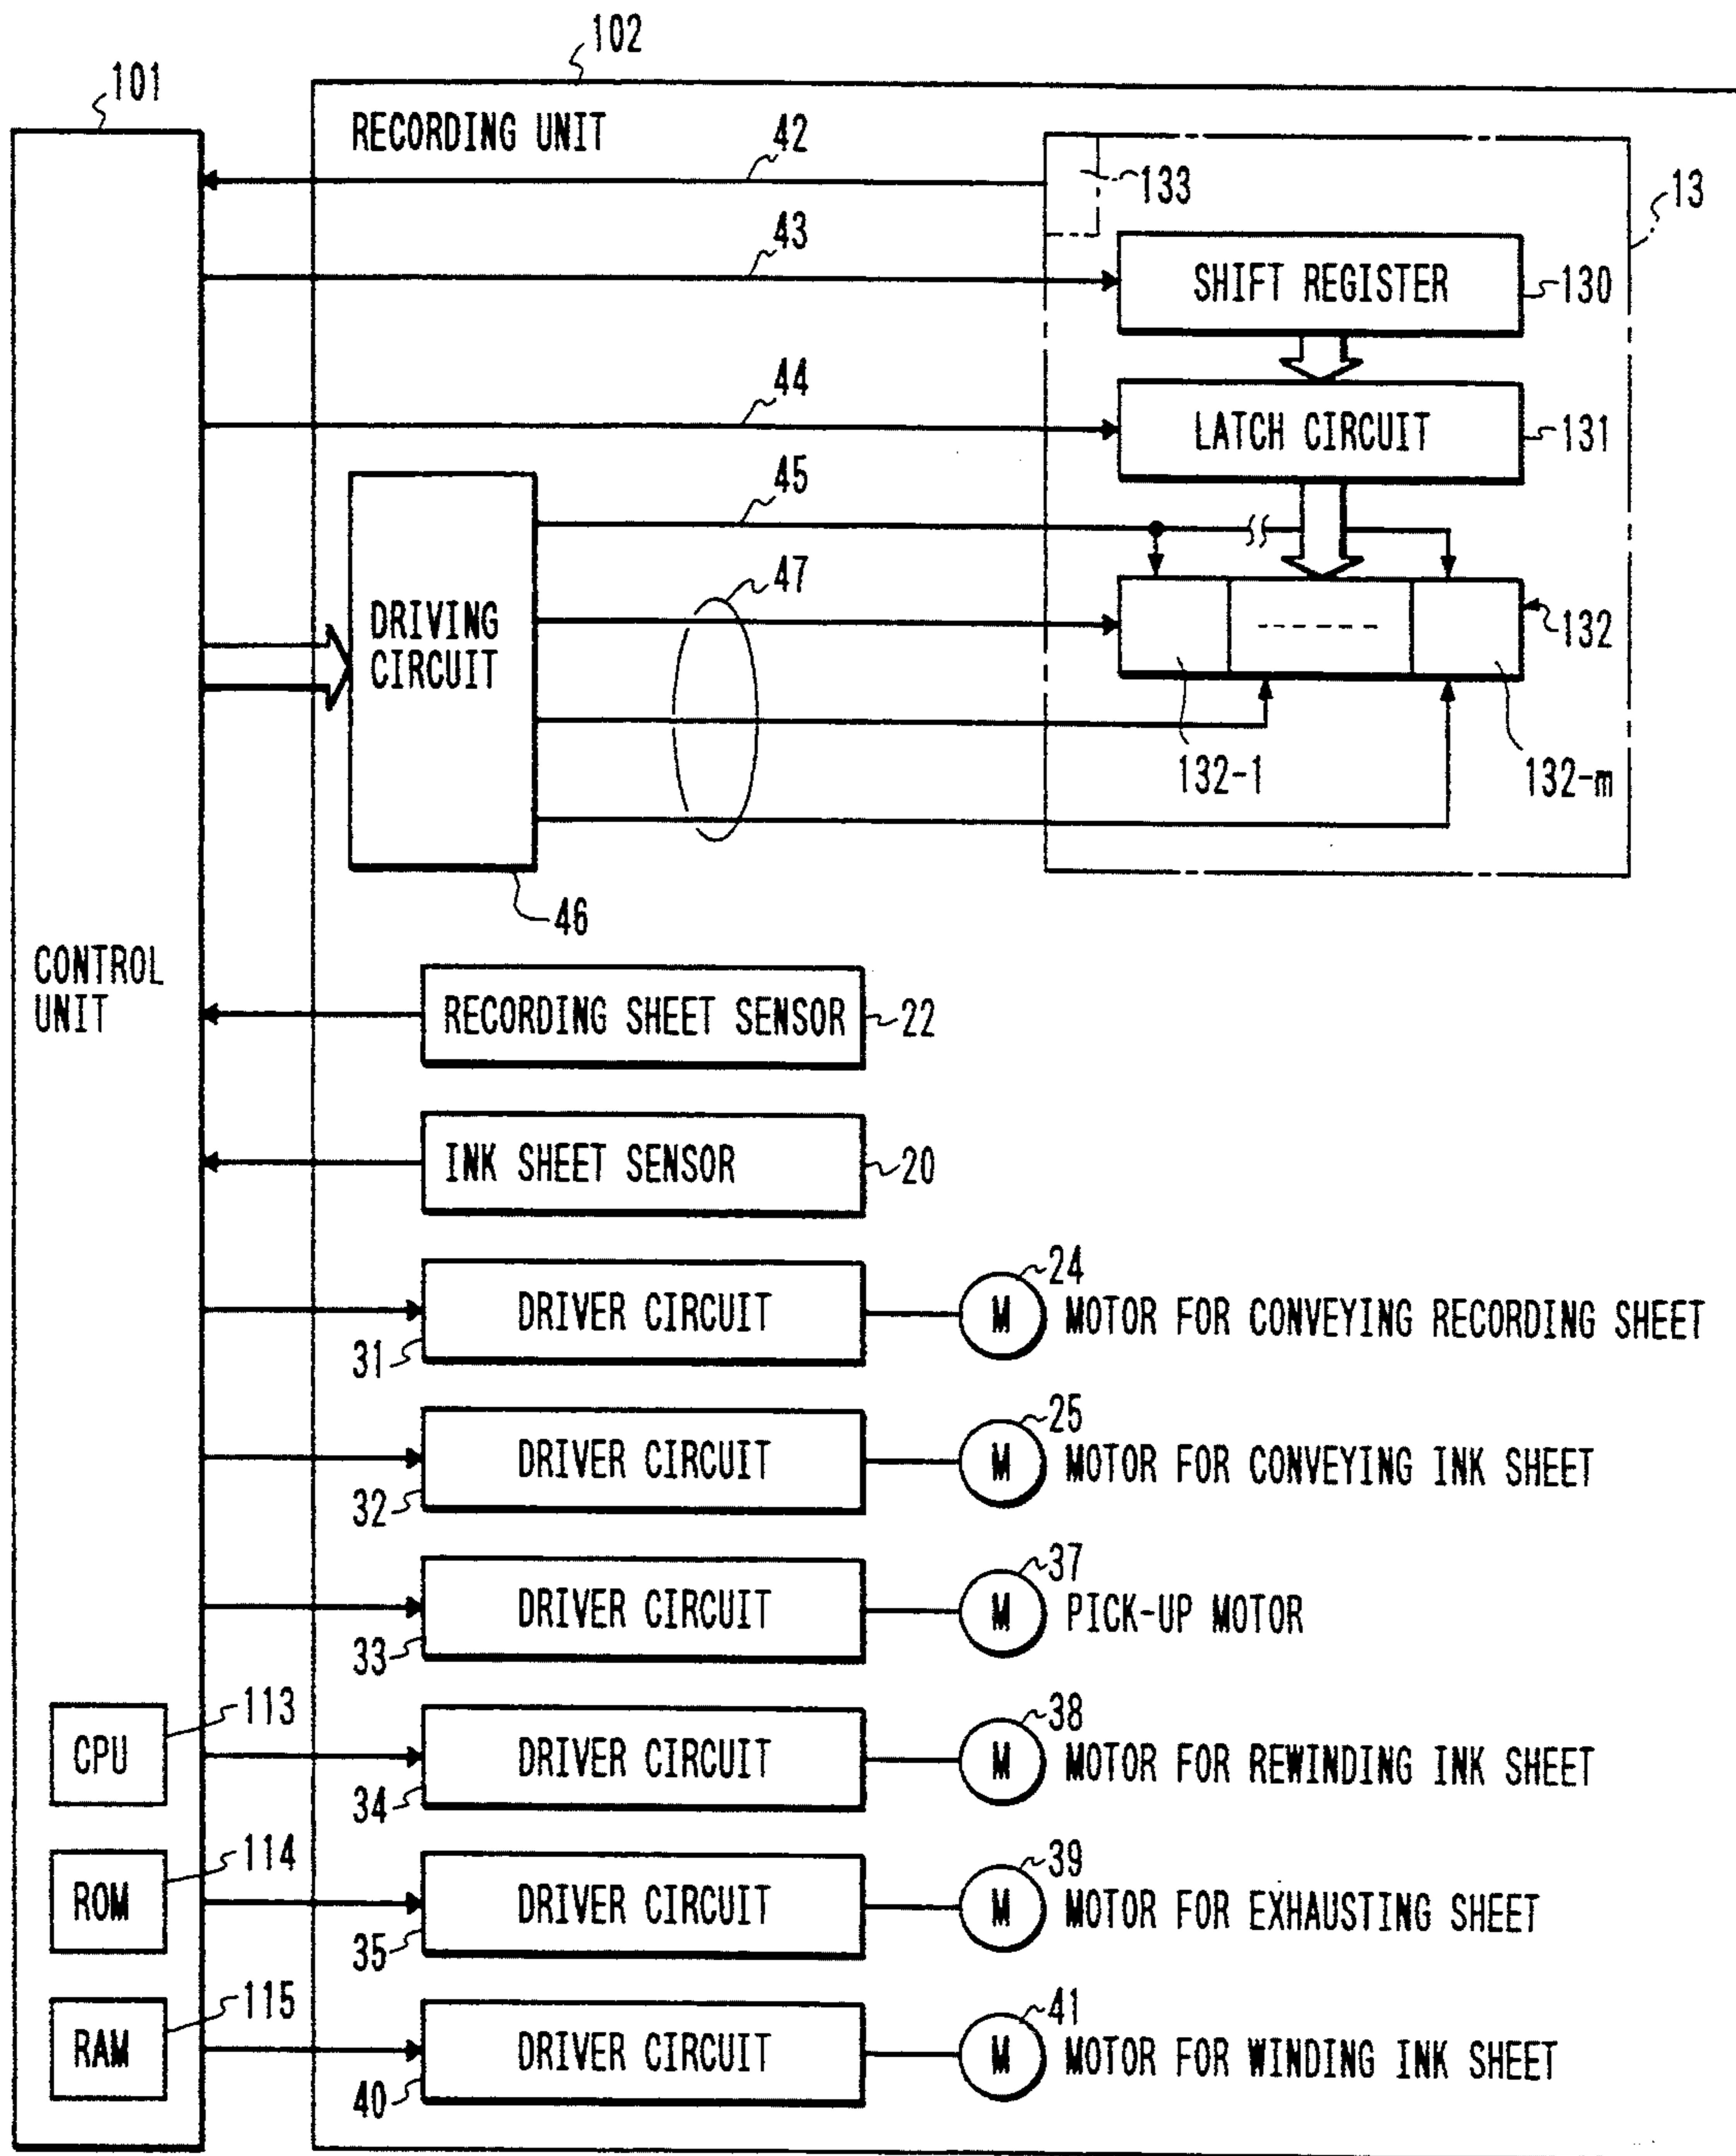 102
101
RECORDING UNIT
42
133
13
43
SHIFT REGISTER
130
44
LATCH CIRCUIT
131
45
47
DRIVING
CIRCUIT
132
132-1
132-m
46
CONTROL
UNIT
RECORDING SHEET SENSOR
22
INK SHEET SENSOR
20
DRIVER CIRCUIT
31
24
M
MOTOR FOR CONVEYING RECORDING SHEET
DRIVER CIRCUIT
32
25
M
MOTOR FOR CONVEYING INK SHEET
DRIVER CIRCUIT
33
37
M
PICK-UP MOTOR
CPU
113
DRIVER CIRCUIT
34
38
M
MOTOR FOR REWINDING INK SHEET
ROM
114
DRIVER CIRCUIT
35
39
M
MOTOR FOR EXHAUSTING SHEET
RAM
115
DRIVER CIRCUIT
40
41
M
MOTOR FOR WINDING INK SHEET